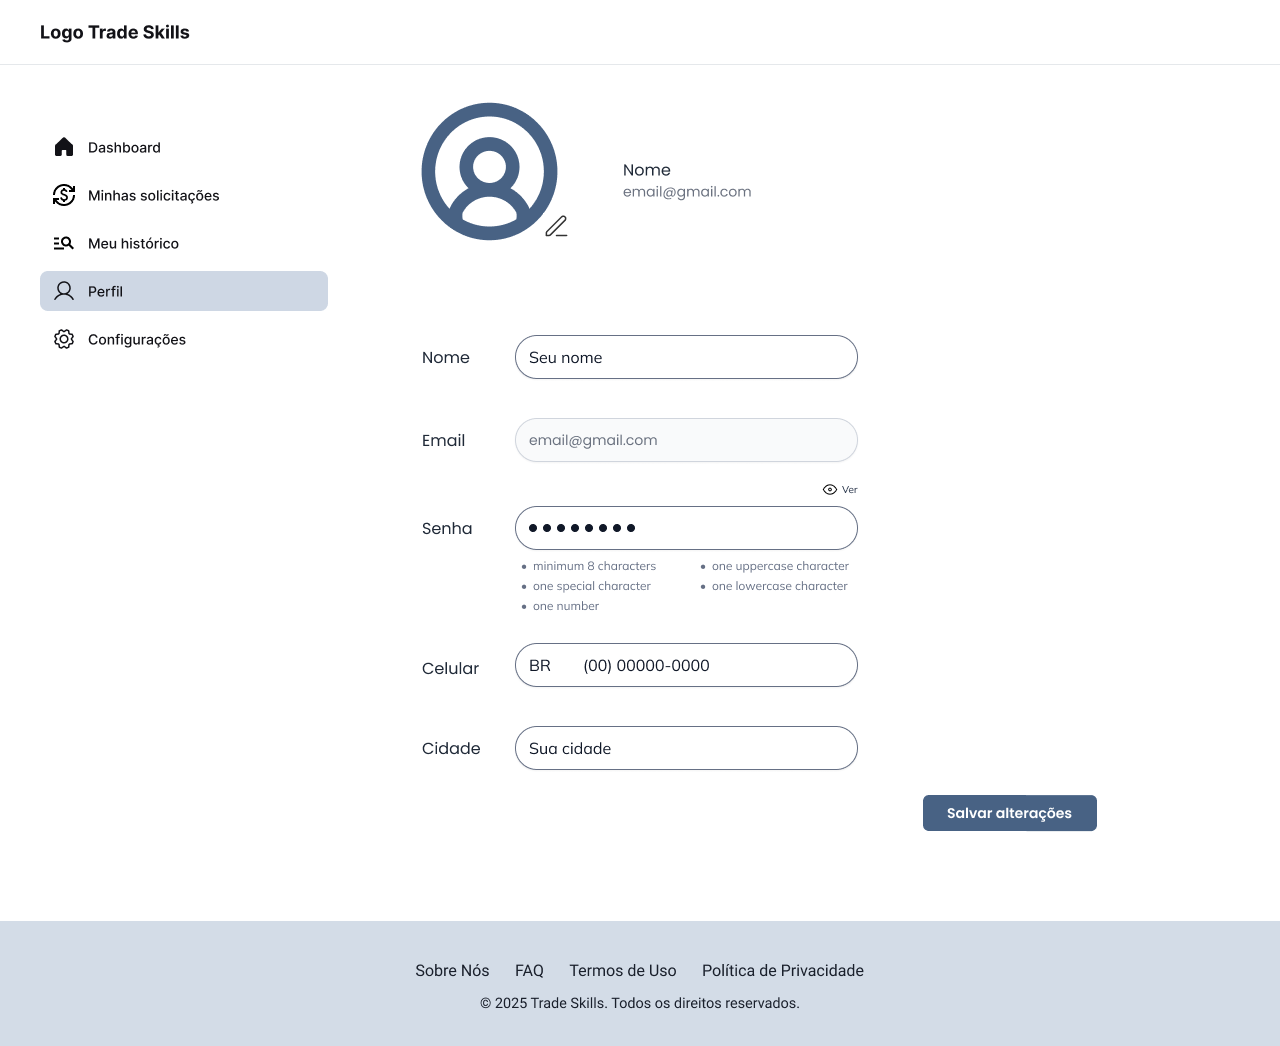 Logo Trade Skills
Dashboard
Minhas solicitações
Meu histórico
Perfil
Configurações
Nome
email@gmail.com
Nome
Seu nome
Email
email@gmail.com
Ver
Senha
minimum 8 characters
one uppercase character
one special character
one lowercase character
one number
Celular
BR (00) 00000-0000
Cidade
Sua cidade
Salvar alterações
Sobre Nós FAQ Termos de Uso Política de Privacidade
© 2025 Trade Skills. Todos os direitos reservados.